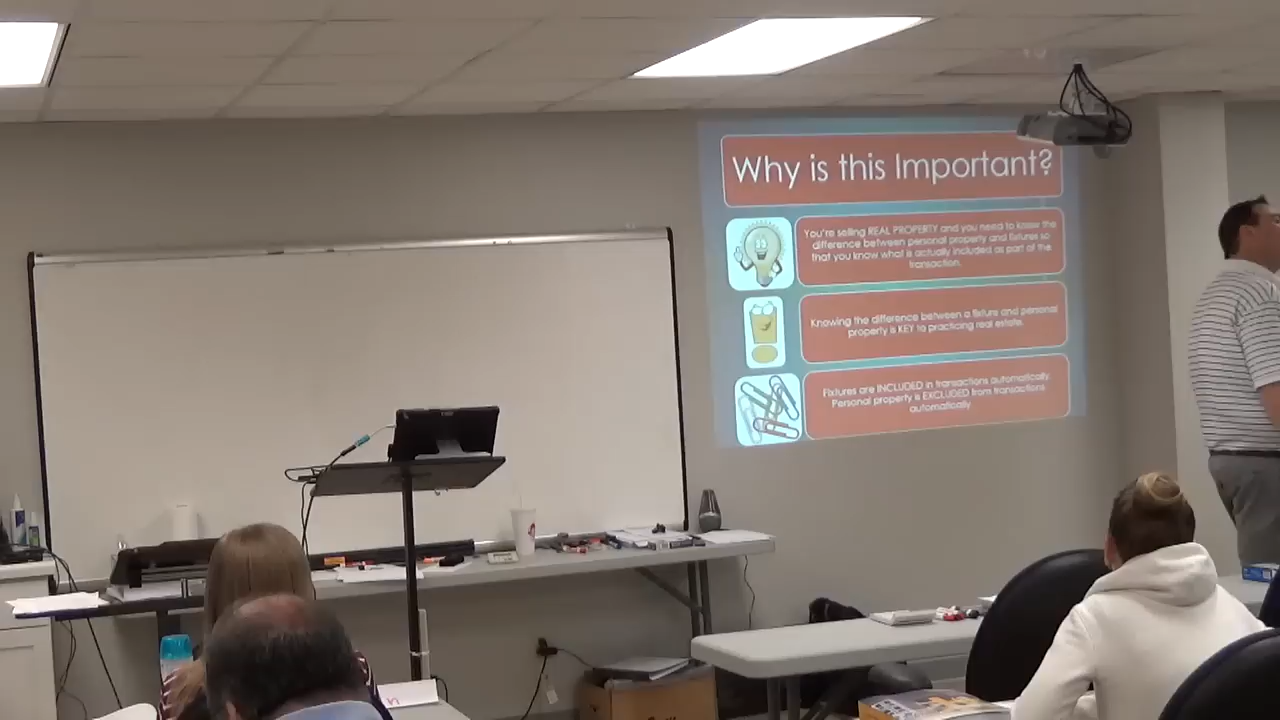 Why is this Important?
You're selling REAL PROPERTY and you need to know the
difference between personal property and fixtures so
that you know what is actually included as part of the
transaction.
Knowing the difference between a fixture and personal
property is KEY to practicing real estate.
Fixtures are INCLUDED in transactions automatically.
Personal property is EXCLUDED from transactions
automatically